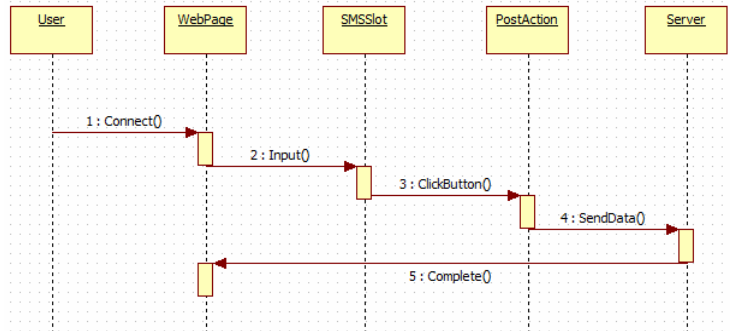 User
WebPage
SMSSlot
PostAction
Server
1 : Connect()
2 : Input()
3 : ClickButton()
4 : SendData()
5 : Complete()